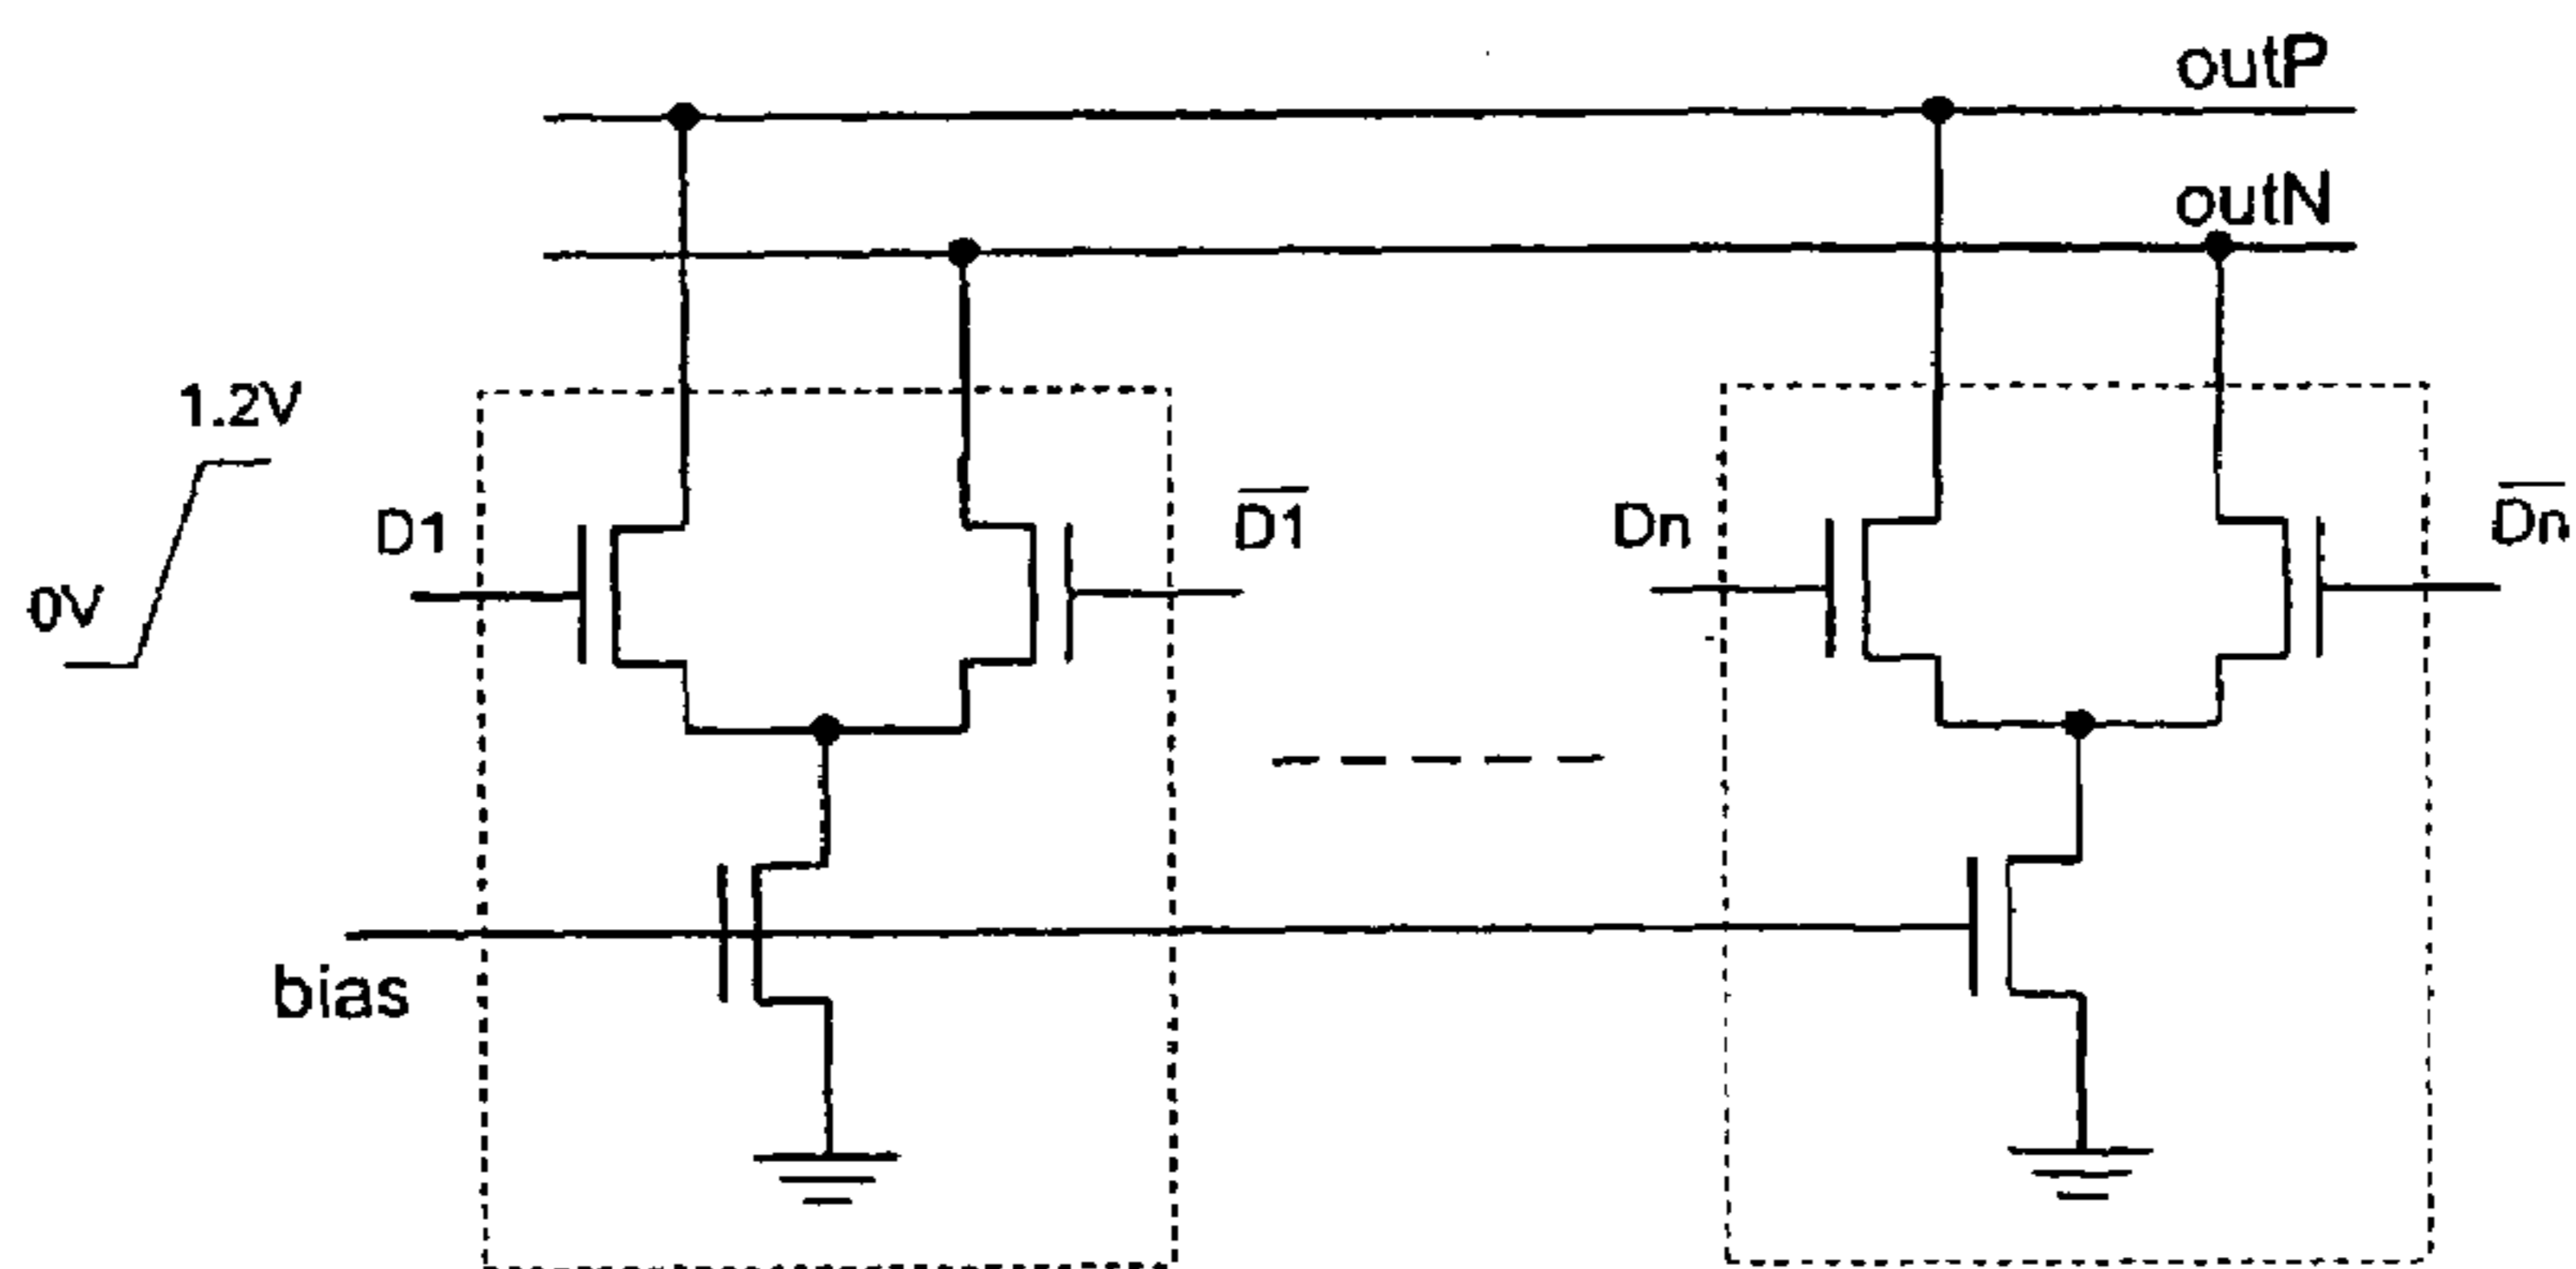 outP
outN
1.2V
0V
D1
D̅1̅
Dn
D̅n̅
bias